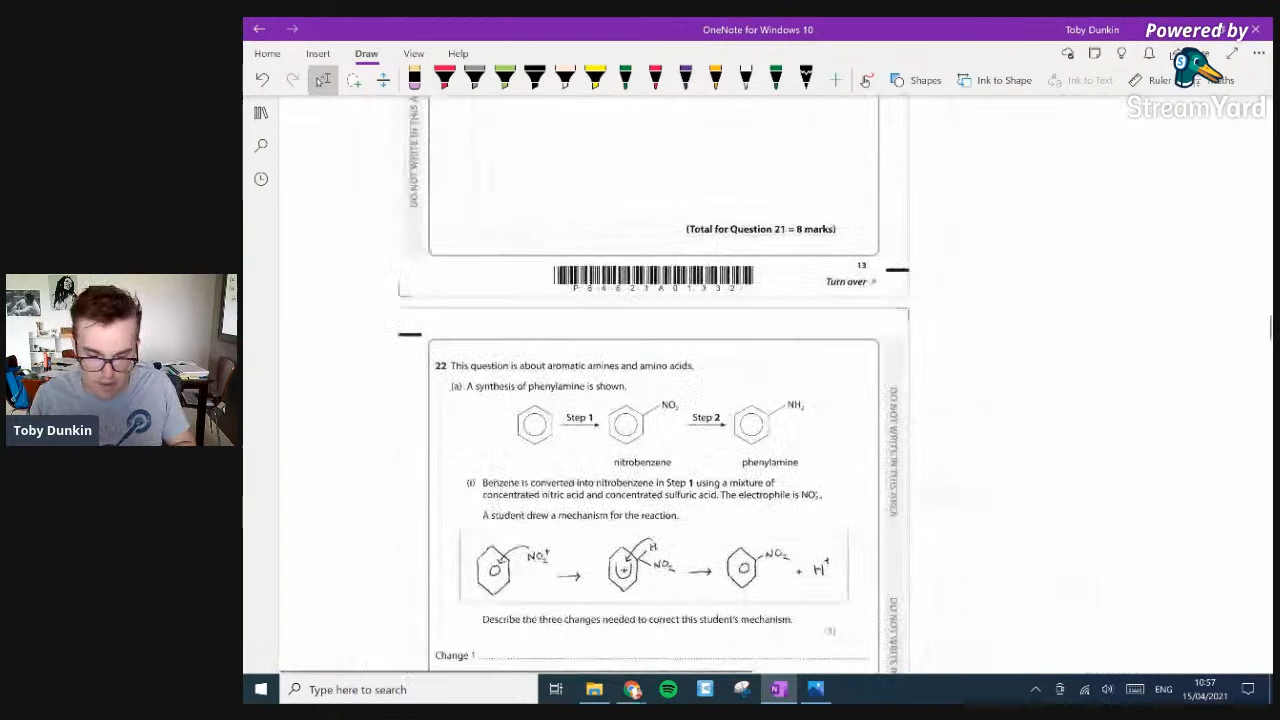 OneNote for Windows 10
Toby Dunkin
Powered by
StreamYard
Home
Insert
Draw
View
Help
Shapes
Ink to Shape
Ink to Text
Ruler
DO NOT WRITE IN THIS A
(Total for Question 21 = 8 marks)
13
Turn over
22 This question is about aromatic amines and amino acids.
(a) A synthesis of phenylamine is shown.
Step 1
NO2
Step 2
NH2
nitrobenzene
phenylamine
(i) Benzene is converted into nitrobenzene in Step 1 using a mixture of
concentrated nitric acid and concentrated sulfuric acid. The electrophile is NO2+.
A student drew a mechanism for the reaction.
NO2+
H
NO2
+
NO2
+ H+
Describe the three changes needed to correct this student's mechanism.
(3)
Change 1
DO NOT WRITE IN THIS AREA
Toby Dunkin
Type here to search
ENG
10:57
15/04/2021